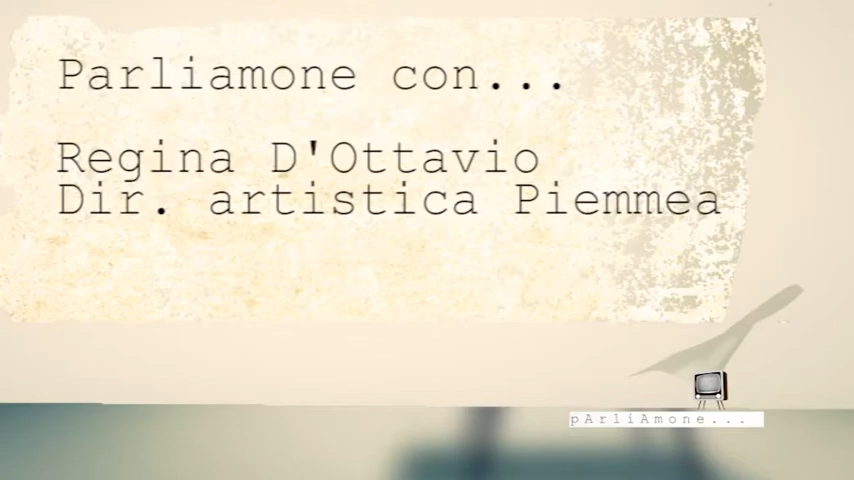 Parliamone con...
Regina D'Ottavio
Dir. artistica Piemmea
pArliAmone...